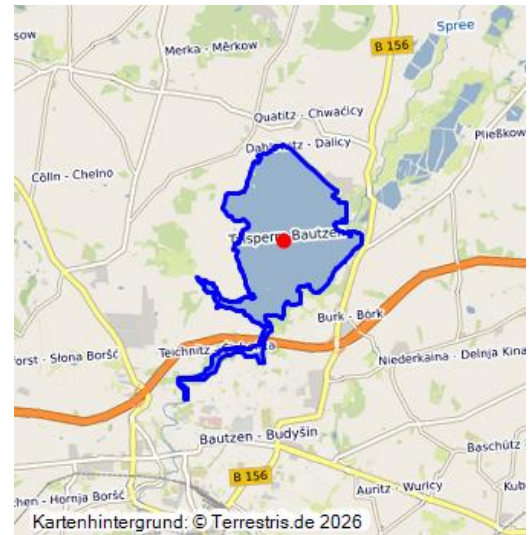 sow
Merka - Měrkow
B 156
Spree
Quatitz - Chwaćicy
Pließkow
Dalicy
Cölln - Chelno
Talsperre Bautzen
Burk - Bórk
Teichnitz -
orst - Słona Boršć
Niederkaina - Delnja Kina
Bautzen - Budyšin
Baschütz -
B 156
chen - Hornja Boršć
Auritz - Wuricy
Kub
Kartenhintergrund: © Terrestris.de 2026